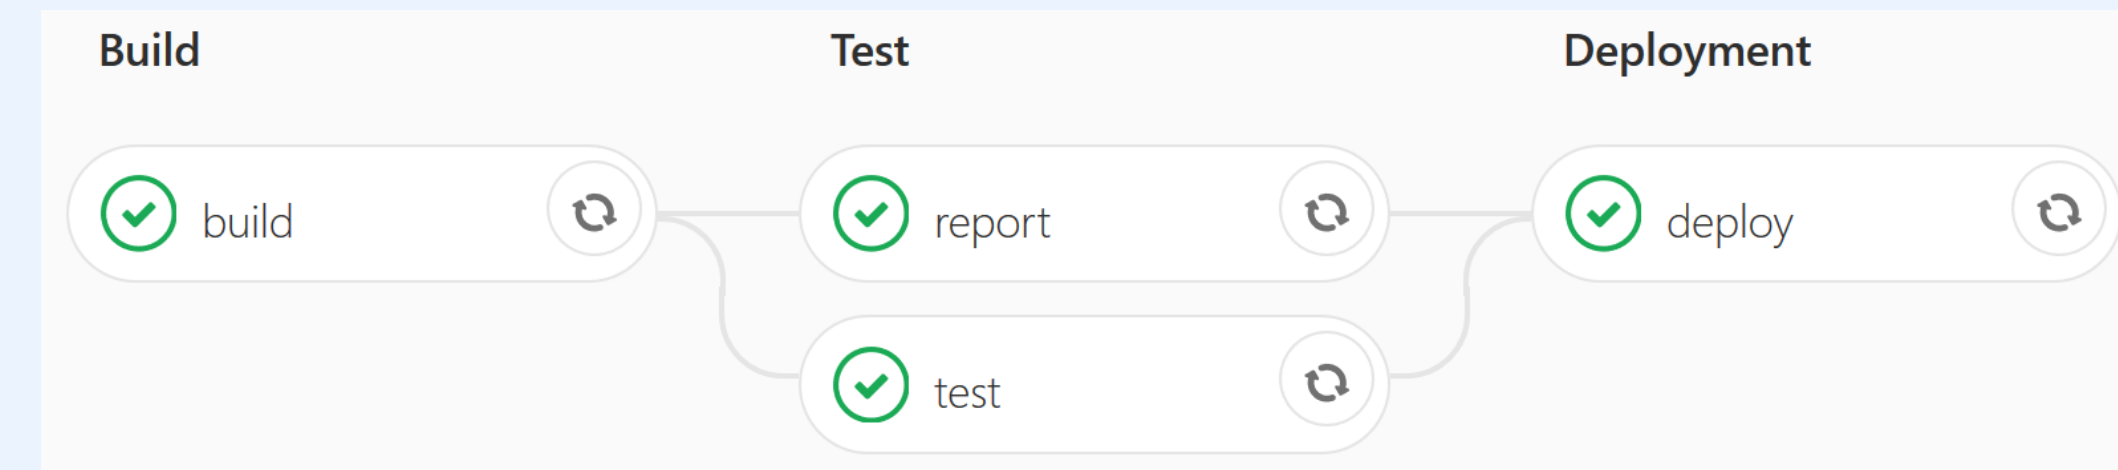 Build
Test
Deployment
build
report
deploy
test